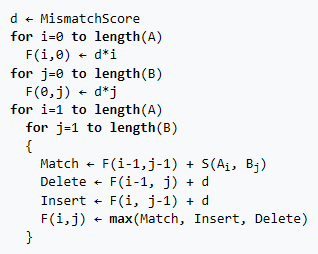 d ← MismatchScore
for i=0 to length(A)
  F(i,0) ← d*i
for j=0 to length(B)
  F(0,j) ← d*j
for i=1 to length(A)
  for j=1 to length(B)
  {
    Match ← F(i-1,j-1) + S(Aᵢ, Bⱼ)
    Delete ← F(i-1, j) + d
    Insert ← F(i, j-1) + d
    F(i,j) ← max(Match, Insert, Delete)
  }